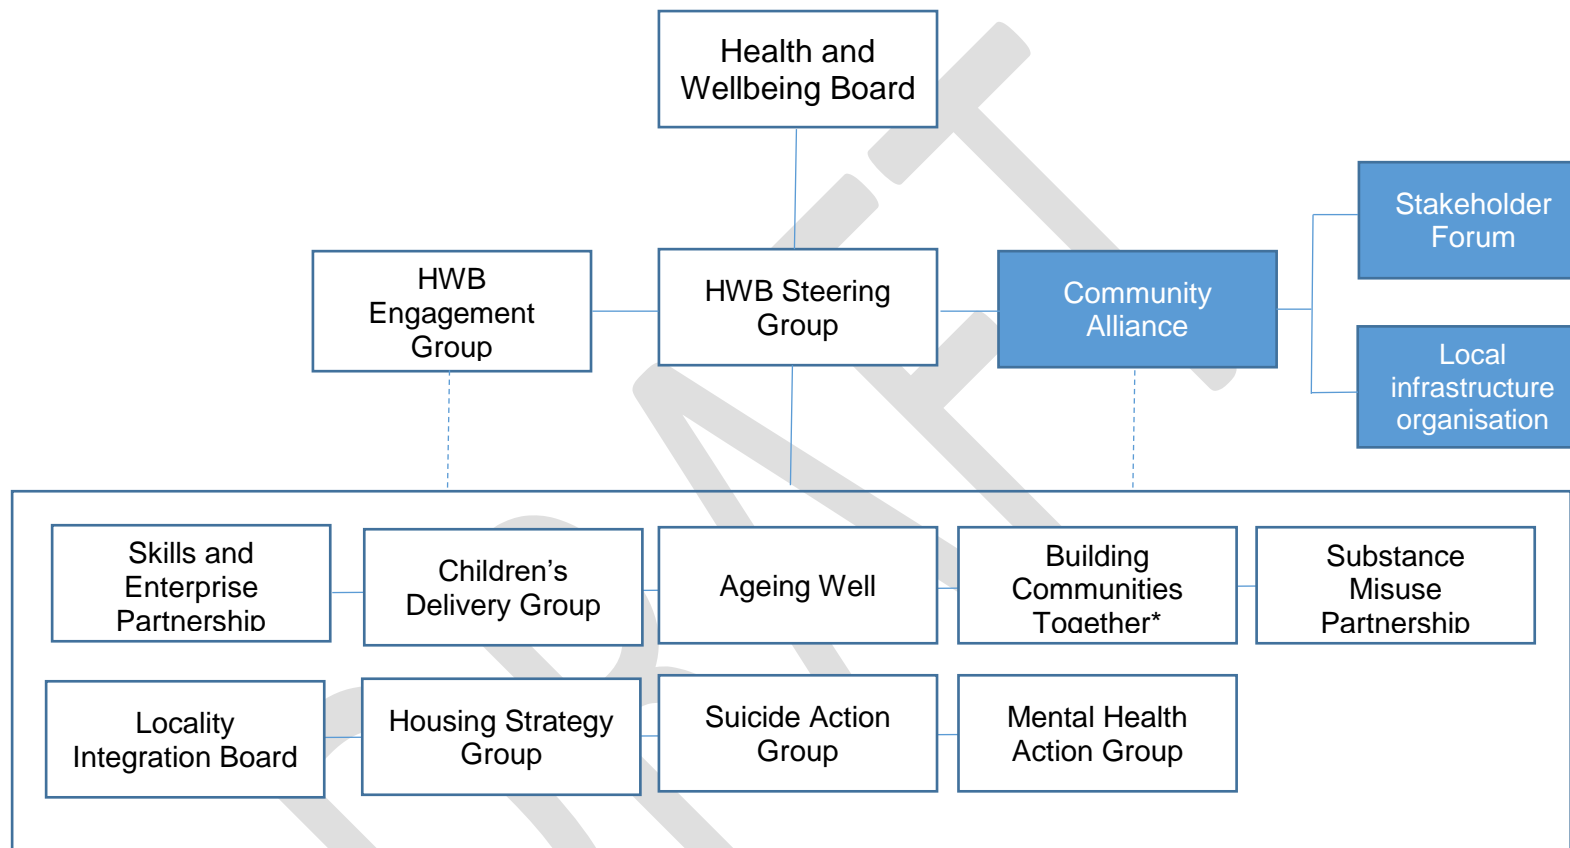 Health and
Wellbeing Board
Stakeholder
Forum
HWB
Engagement
Group
HWB Steering
Group
Community
Alliance
Local
infrastructure
organisation
Skills and
Enterprise
Partnership
Children’s
Delivery Group
Ageing Well
Building
Communities
Together*
Substance
Misuse
Partnership
Locality
Integration Board
Housing Strategy
Group
Suicide Action
Group
Mental Health
Action Group
DRAFT